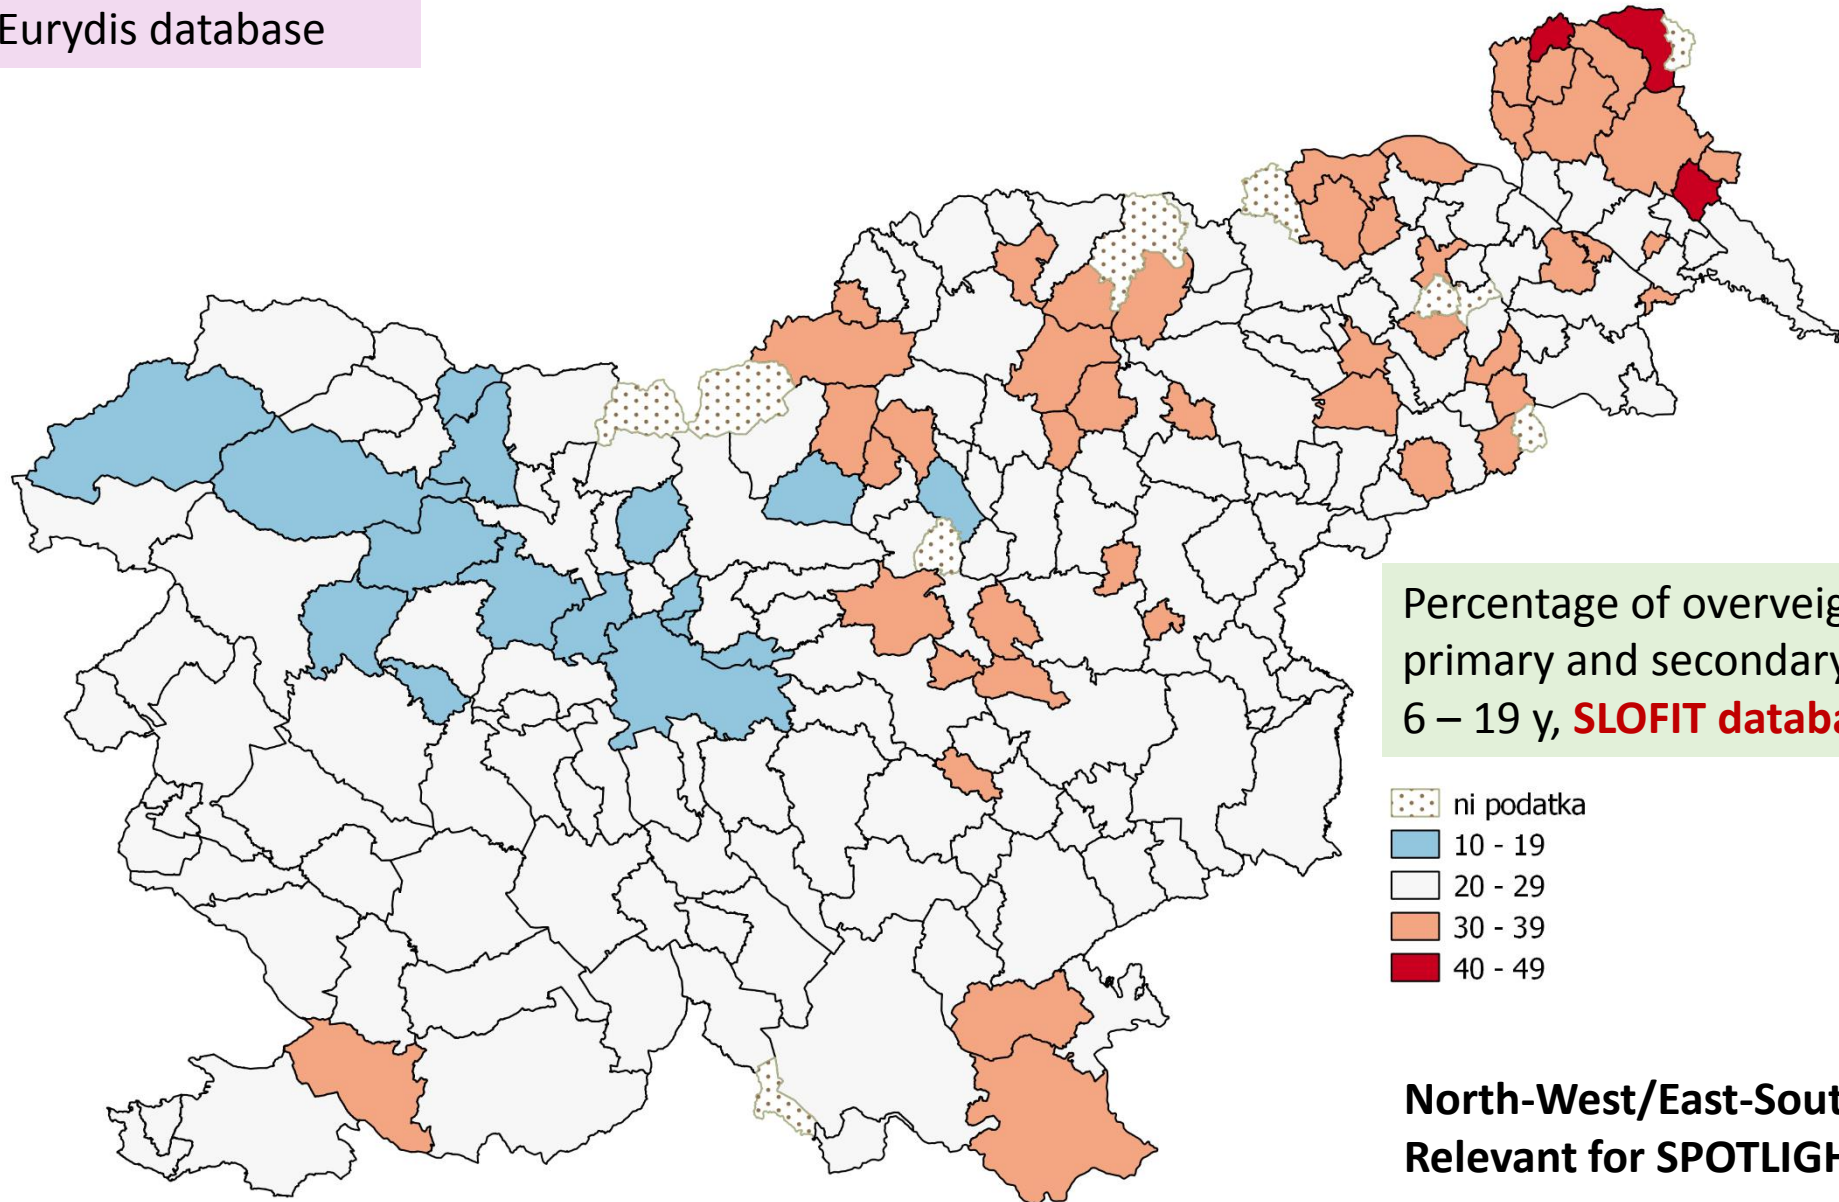 Eurydis database
Percentage of overveig
primary and secondary
6 – 19 y, SLOFIT databa
ni podatka
10 - 19
20 - 29
30 - 39
40 - 49
North-West/East-Sout
Relevant for SPOTLIGH